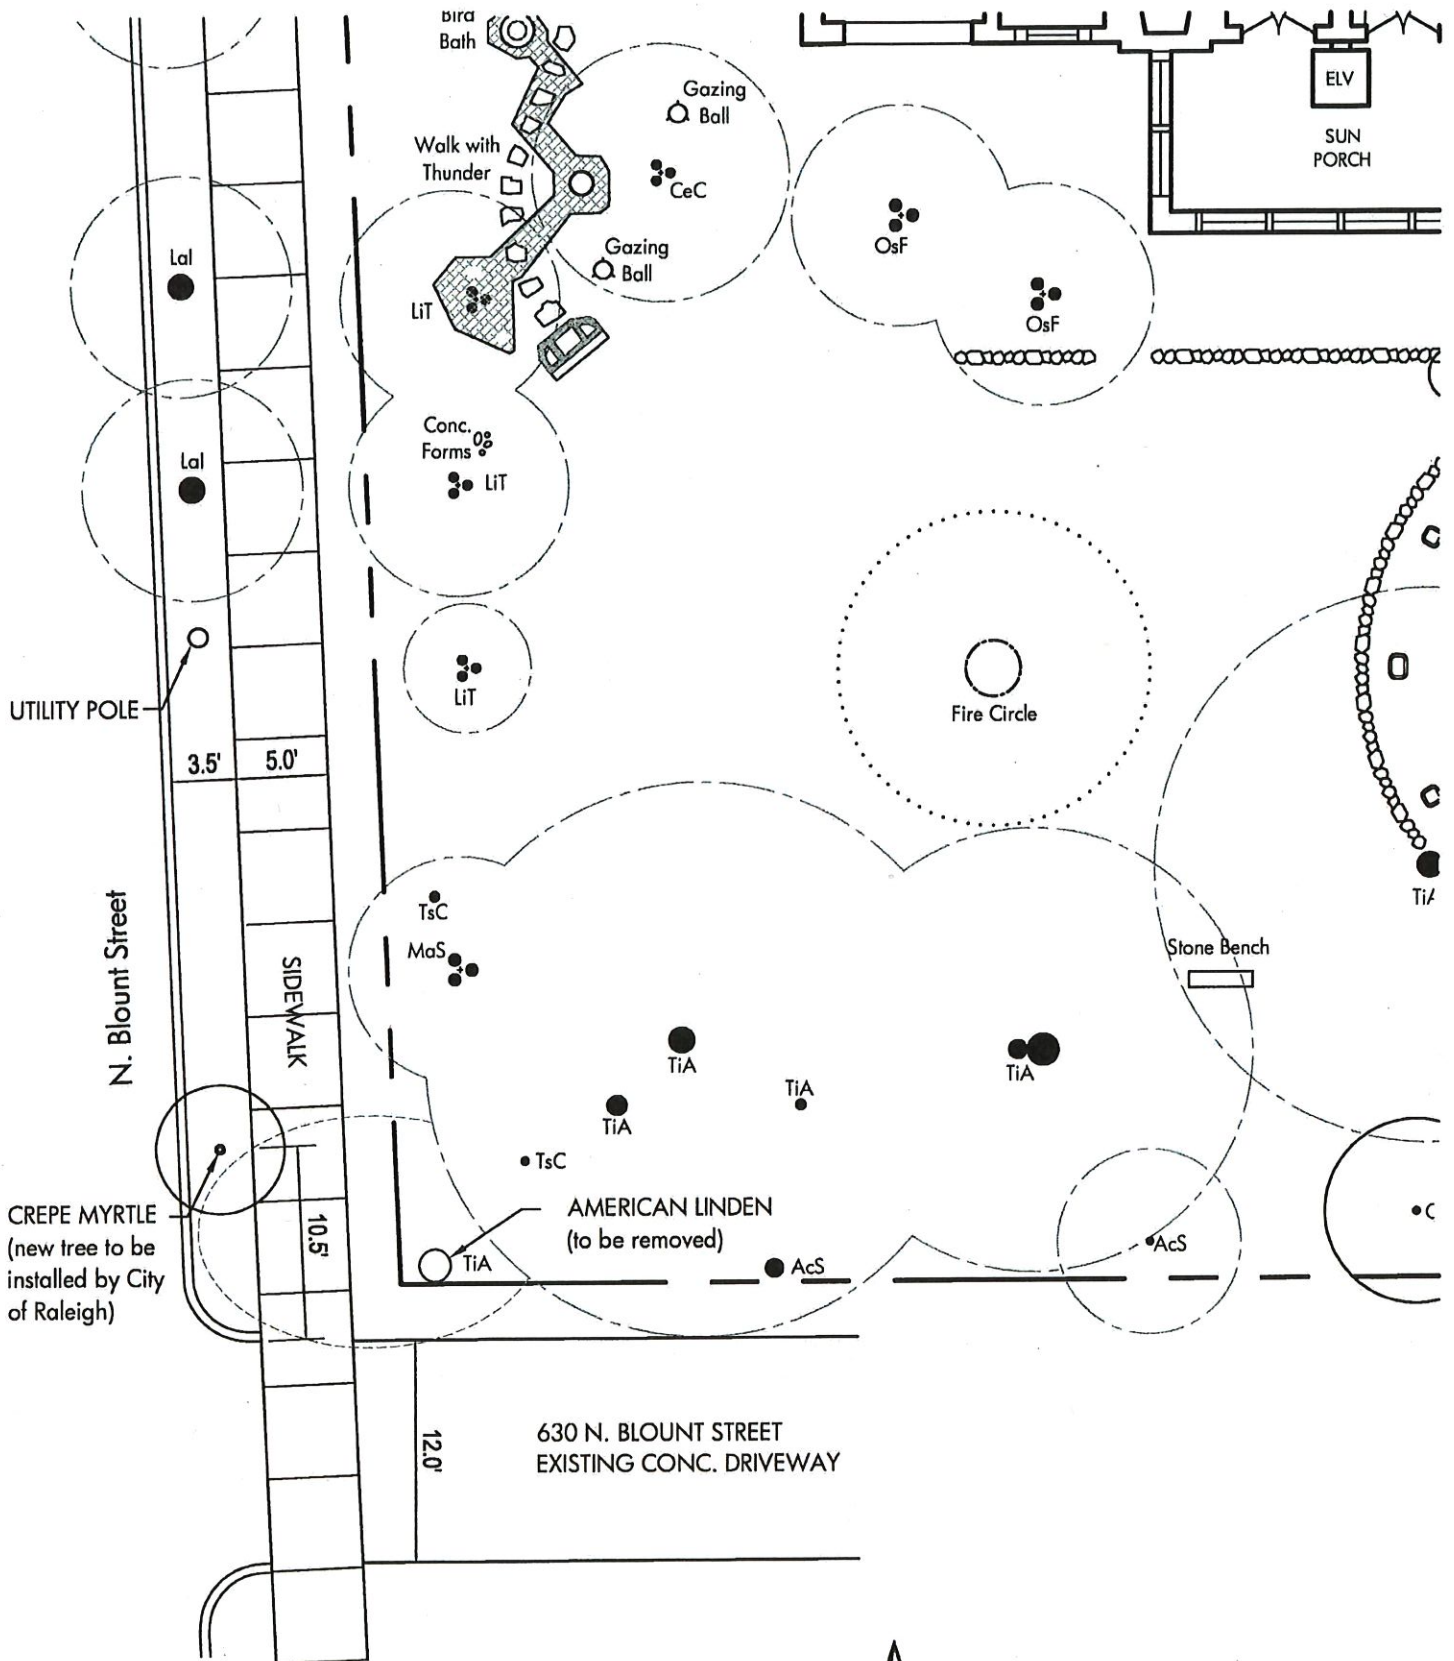 Bird
Bath
Gazing
Ball
ELV
SUN
PORCH
Walk with
Thunder
CeC
OsF
LaI
Gazing
Ball
LiT
OsF
Conc.
Forms
LaI
LiT
LiT
UTILITY POLE
Fire Circle
3.5'
5.0'
TsC
TiA
N. Blount Street
MaS
Stone Bench
SIDEWALK
TiA
TiA
TiA
TiA
TsC
CREPE MYRTLE
(new tree to be
installed by City
of Raleigh)
10.5'
AMERICAN LINDEN
(to be removed)
TiA
AcS
AcS
C
12.0'
630 N. BLOUNT STREET
EXISTING CONC. DRIVEWAY